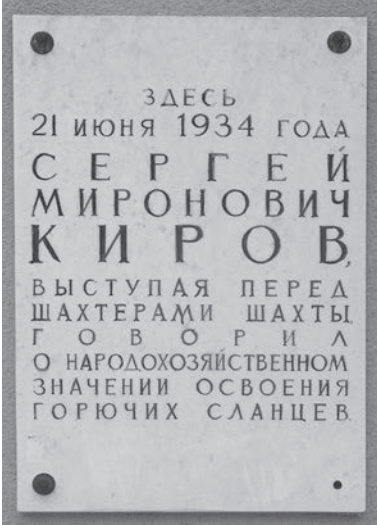 ЗДЕСЬ
21 ИЮНЯ 1934 ГОДА
СЕРГЕЙ
МИРОНОВИЧ
КИРОВ,
ВЫСТУПАЯ ПЕРЕД
ШАХТЕРАМИ ШАХТЫ,
ГОВОРИЛ
О НАРОДОХОЗЯЙСТВЕННОМ
ЗНАЧЕНИИ ОСВОЕНИЯ
ГОРЮЧИХ СЛАНЦЕВ